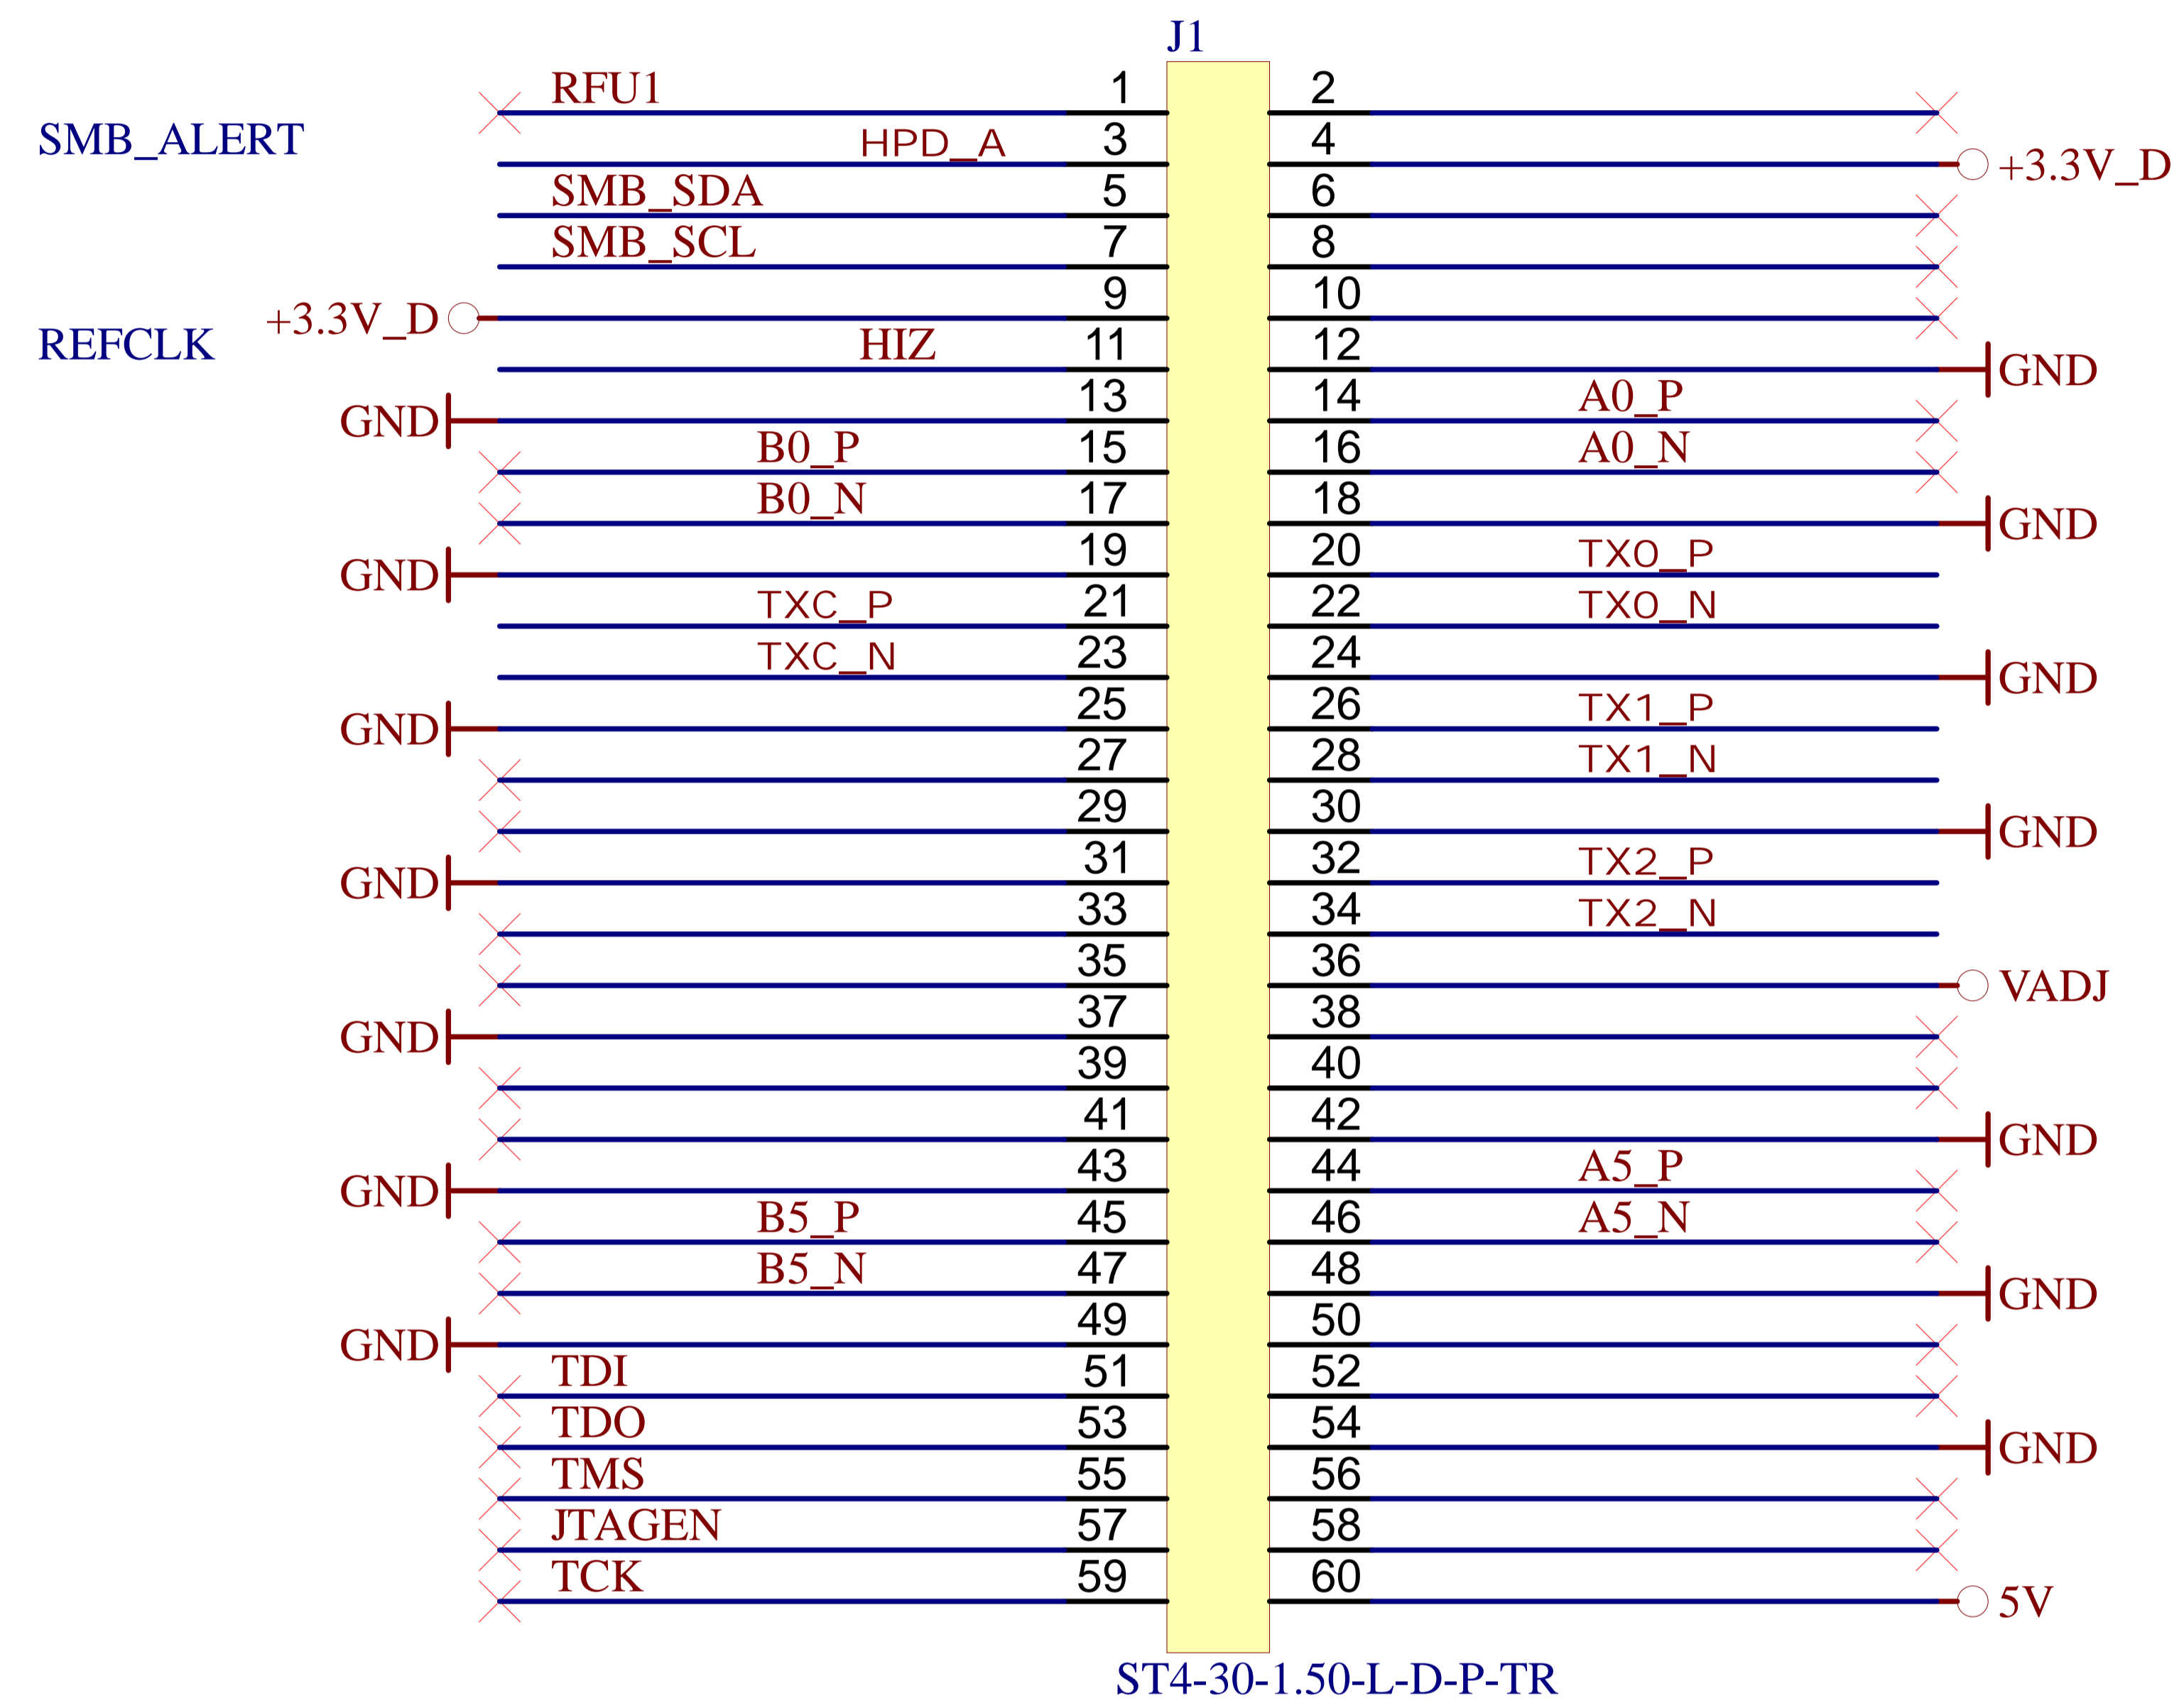 J1
RFU1 1 2
SMB_ALERT HPD_A 3 4 +3.3V_D
SMB_SDA 5 6
SMB_SCL 7 8
+3.3V_D 9 10
REFCLK HIZ 11 12 GND
GND 13 14 A0_P
B0_P 15 16 A0_N
B0_N 17 18 GND
GND 19 20 TX0_P
TXC_P 21 22 TX0_N
TXC_N 23 24 GND
GND 25 26 TX1_P
27 28 TX1_N
29 30 GND
GND 31 32 TX2_P
33 34 TX2_N
35 36 VADJ
GND 37 38
39 40
41 42 GND
GND 43 44 A5_P
B5_P 45 46 A5_N
B5_N 47 48 GND
GND 49 50
TDI 51 52
TDO 53 54 GND
TMS 55 56
JTAGEN 57 58
TCK 59 60 5V
ST4-30-1.50-L-D-P-TR